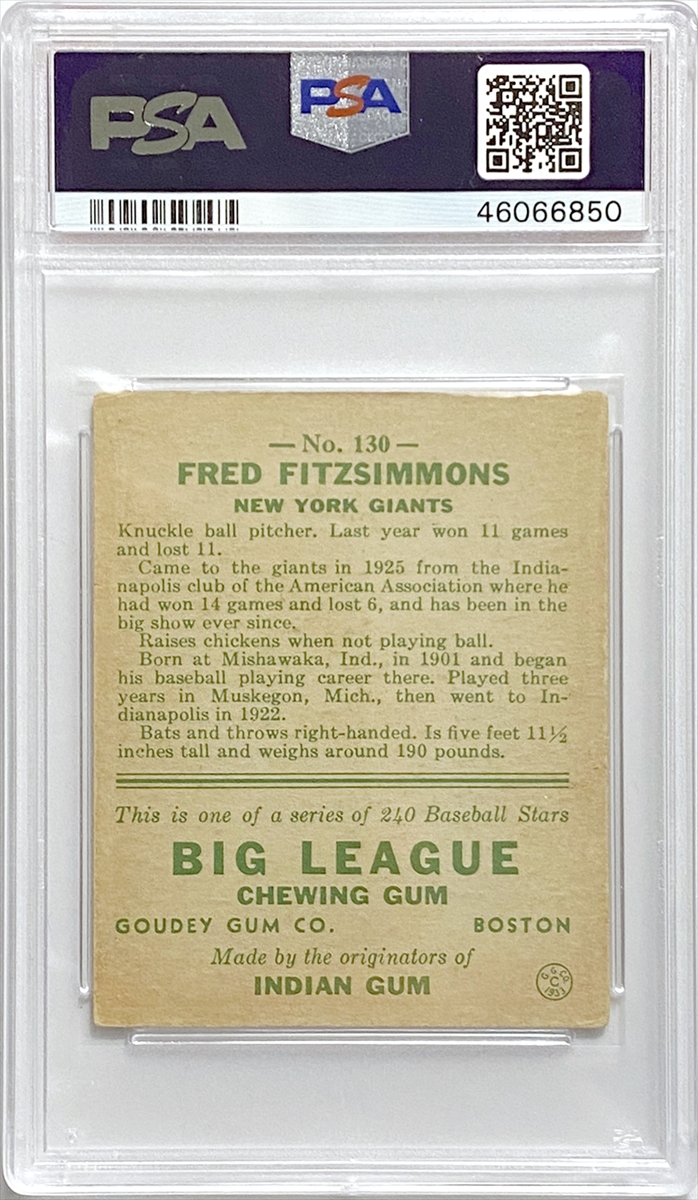 PSA
PSA
46066850
— No. 130 —
FRED FITZSIMMONS
NEW YORK GIANTS
Knuckle ball pitcher. Last year won 11 games
and lost 11.
Came to the giants in 1925 from the India-
napolis club of the American Association where he
had won 14 games and lost 6, and has been in the
big show ever since.
Raises chickens when not playing ball.
Born at Mishawaka, Ind., in 1901 and began
his baseball playing career there. Played three
years in Muskegon, Mich., then went to In-
dianapolis in 1922.
Bats and throws right-handed. Is five feet 11½
inches tall and weighs around 190 pounds.
This is one of a series of 240 Baseball Stars
BIG LEAGUE
CHEWING GUM
GOUDEY GUM CO. BOSTON
Made by the originators of
INDIAN GUM
G. G. CO.
C
1933